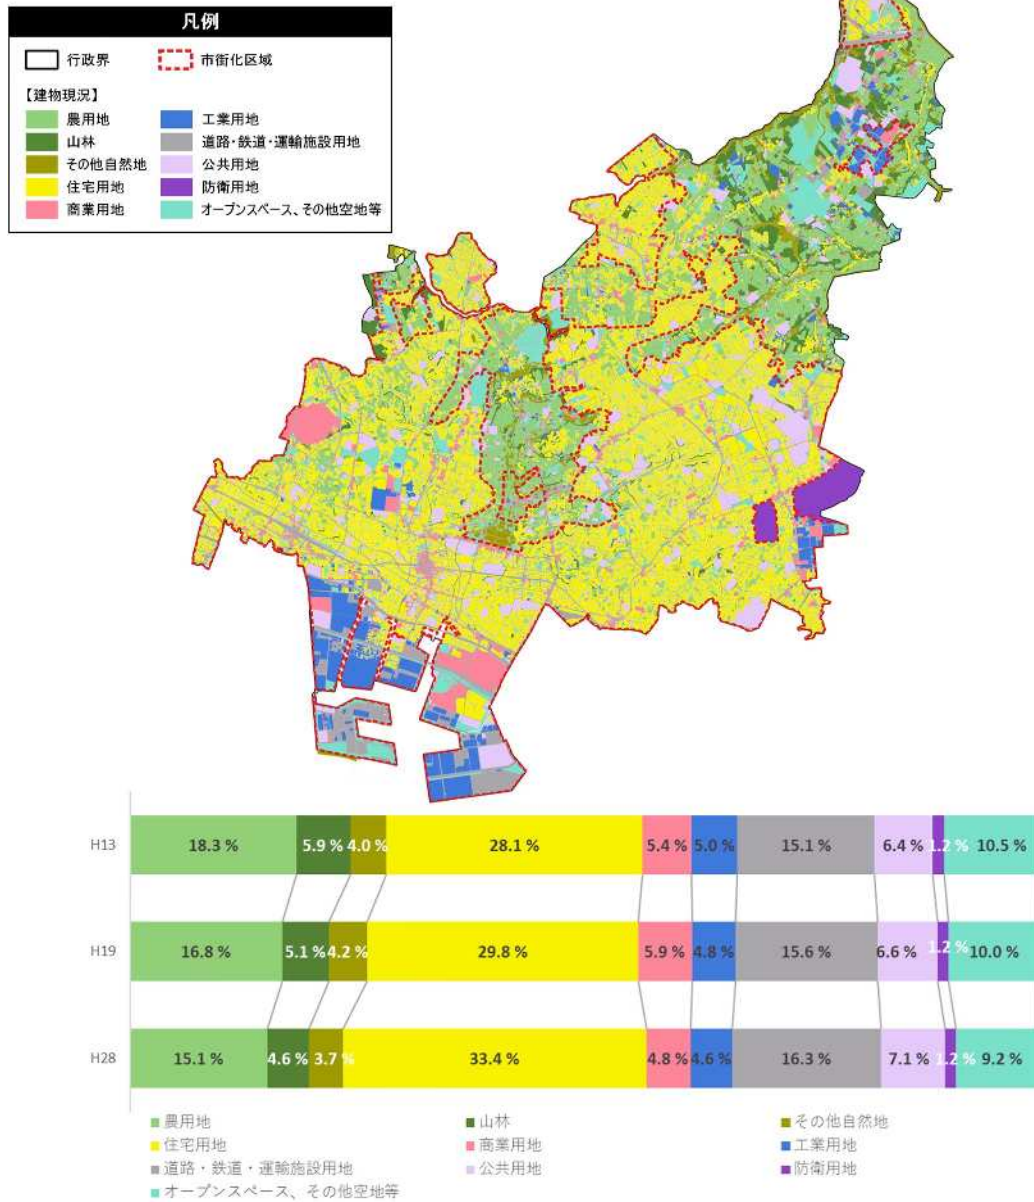 凡例
行政界 市街化区域
【建物現況】
農用地 工業用地
山林 道路・鉄道・運輸施設用地
その他自然地 公共用地
住宅用地 防衛用地
商業用地 オープンスペース、その他空地等
H13 18.3 % 5.9 % 4.0 % 28.1 % 5.4 % 5.0 % 15.1 % 6.4 % 1.2 % 10.5 %
H19 16.8 % 5.1 % 4.2 % 29.8 % 5.9 % 4.8 % 15.6 % 6.6 % 1.2 % 10.0 %
H28 15.1 % 4.6 % 3.7 % 33.4 % 4.8 % 4.6 % 16.3 % 7.1 % 1.2 % 9.2 %
農用地 山林 その他自然地
住宅用地 商業用地 工業用地
道路・鉄道・運輸施設用地 公共用地 防衛用地
オープンスペース、その他空地等